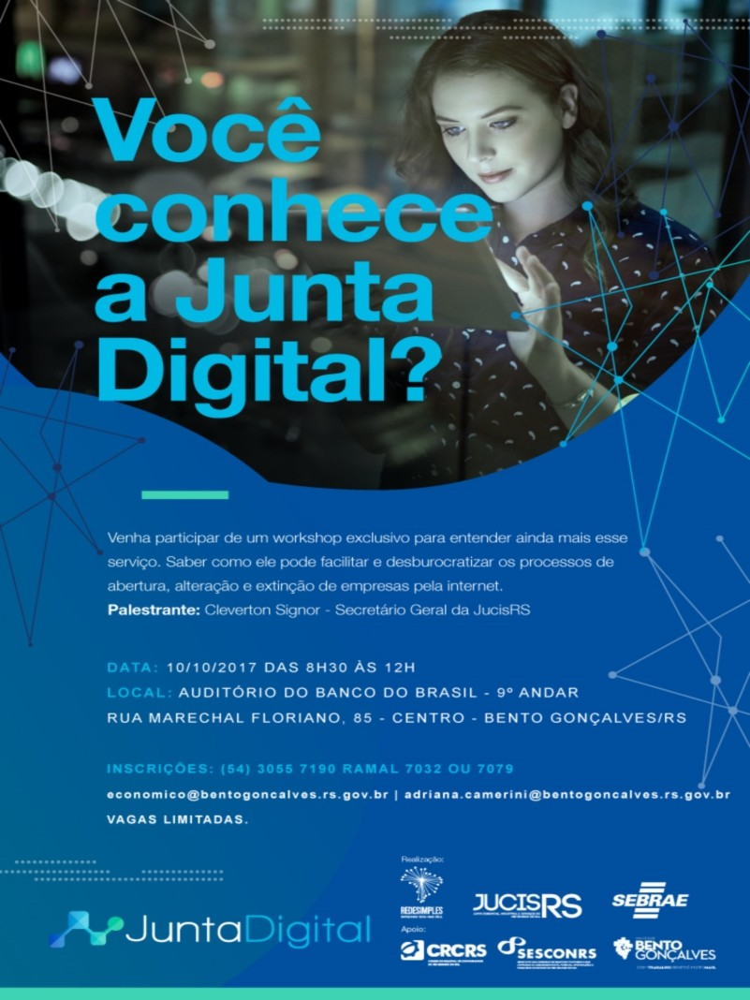 Você
conhece
a Junta
Digital?
Venha participar de um workshop exclusivo para entender ainda mais esse
serviço. Saber como ele pode facilitar e desburocratizar os processos de
abertura, alteração e extinção de empresas pela internet.
Palestrante: Cleverton Signor - Secretário Geral da JucisRS
DATA: 10/10/2017 DAS 8H30 ÀS 12H
LOCAL: AUDITÓRIO DO BANCO DO BRASIL - 9º ANDAR
RUA MARECHAL FLORIANO, 85 - CENTRO - BENTO GONÇALVES/RS
INSCRIÇÕES: (54) 3055 7190 RAMAL 7032 OU 7079
economico@bentogoncalves.rs.gov.br | adriana.camerini@bentogoncalves.rs.gov.br
VAGAS LIMITADAS.
Realização:
REDESIMPLES
JUCISRS
SEBRAE
JuntaDigital
Apoio:
CRCRS
SESCONRS
BENTO
GONÇALVES